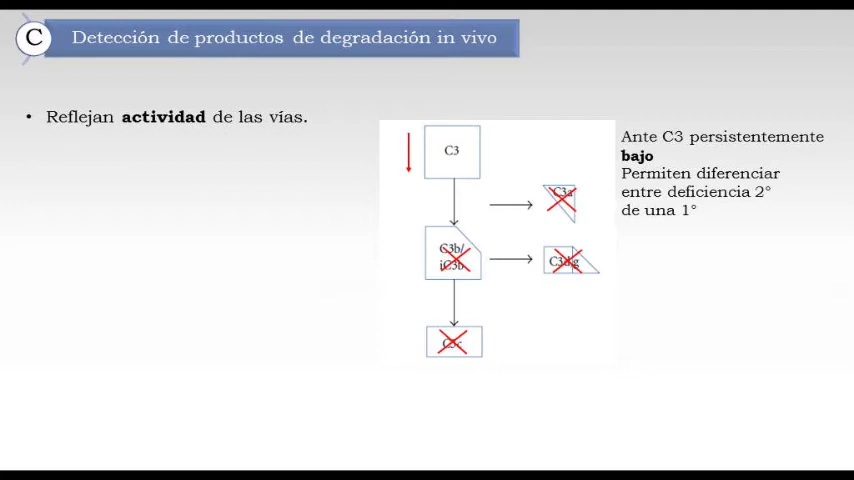 C
Detección de productos de degradación in vivo
• Reflejan actividad de las vías.
C3
C3a
C3b/
iC3b
C3dg
C3c
Ante C3 persistentemente
bajo
Permiten diferenciar
entre deficiencia 2°
de una 1°